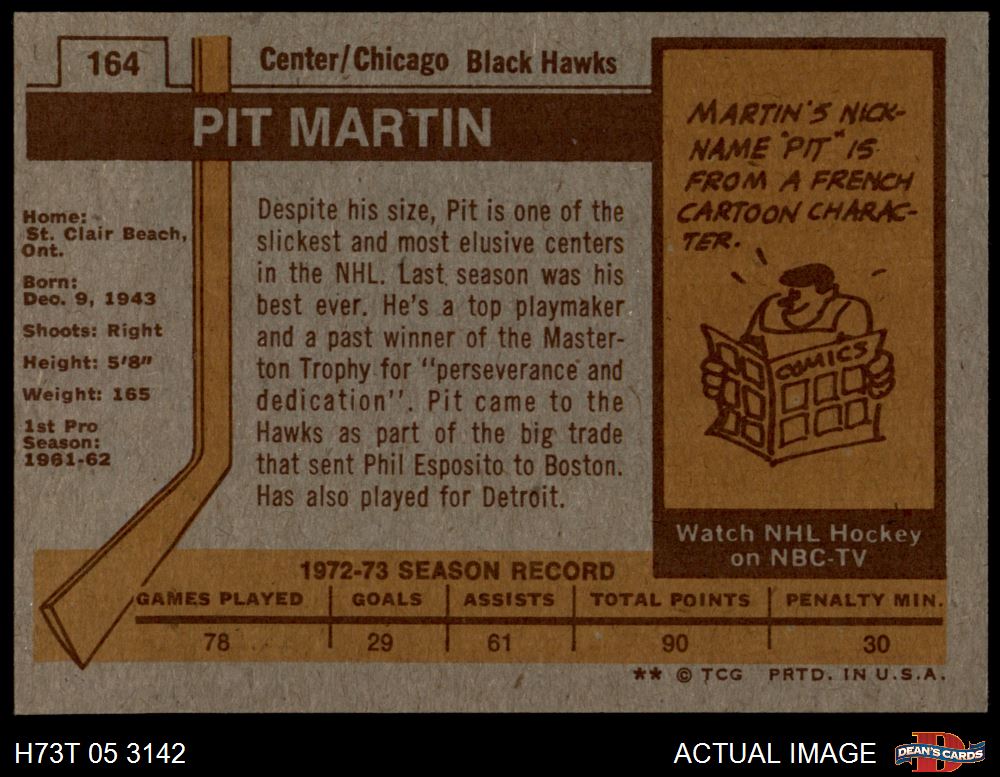 164
Center/Chicago Black Hawks
PIT MARTIN
Home:
St. Clair Beach,
Ont.
Born:
Dec. 9, 1943
Shoots: Right
Height: 5'8"
Weight: 165
1st Pro
Season:
1961-62
Despite his size, Pit is one of the
slickest and most elusive centers
in the NHL. Last season was his
best ever. He's a top playmaker
and a past winner of the Master-
ton Trophy for "perseverance and
dedication". Pit came to the
Hawks as part of the big trade
that sent Phil Esposito to Boston.
Has also played for Detroit.
MARTIN'S NICK-
NAME "PIT" IS
FROM A FRENCH
CARTOON CHARAC-
TER.
COMICS
Watch NHL Hockey
on NBC-TV
1972-73 SEASON RECORD
GAMES PLAYED GOALS ASSISTS TOTAL POINTS PENALTY MIN.
78 29 61 90 30
** © TCG PRTD. IN U.S.A.
H73T 05 3142
ACTUAL IMAGE
D
DEAN'S CARDS